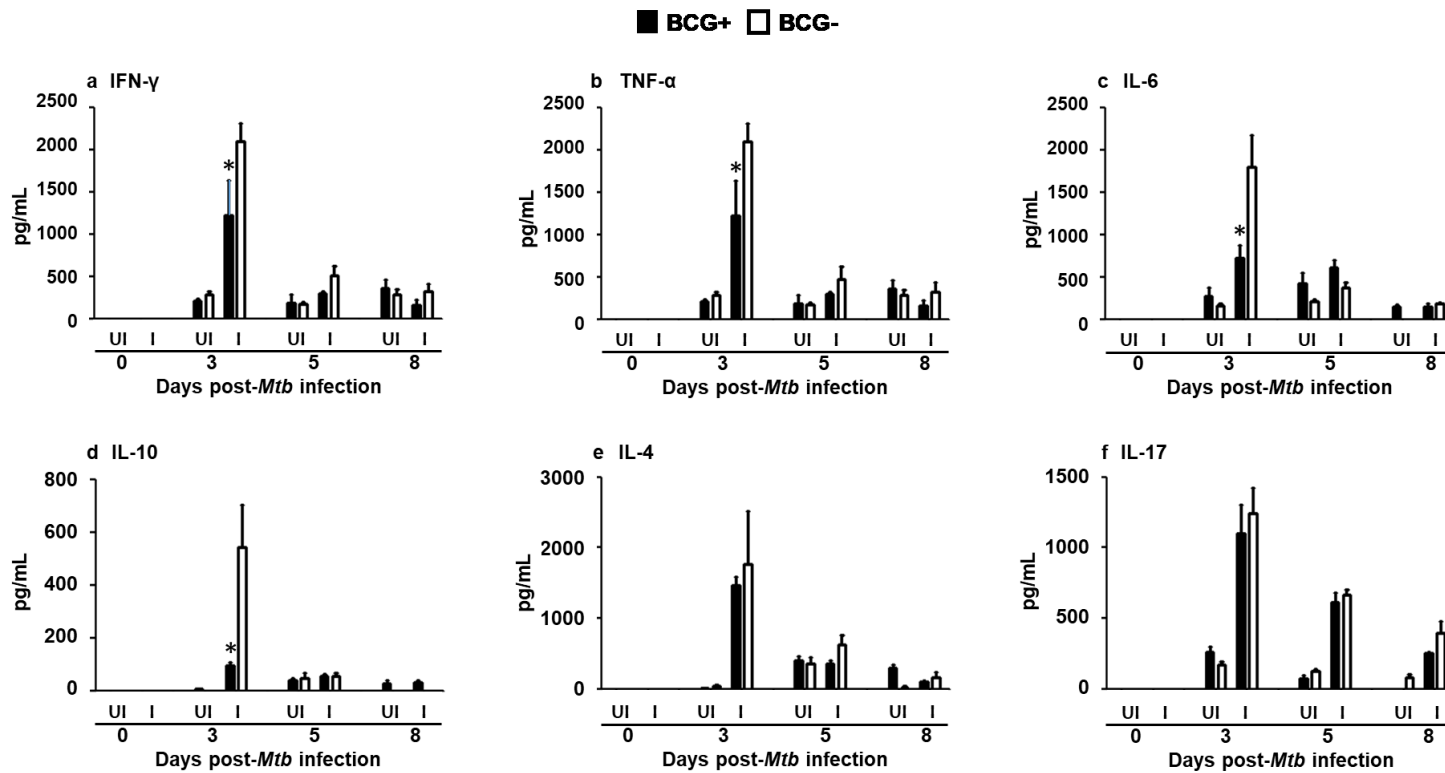 BCG+ BCG-
a IFN-γ
2500
2000
1500
1000
500
0
pg/mL
*
UI I UI I UI I UI I
0 3 5 8
Days post-Mtb infection
b TNF-α
2500
2000
1500
1000
500
0
pg/mL
*
UI I UI I UI I UI I
0 3 5 8
Days post-Mtb infection
c IL-6
2500
2000
1500
1000
500
0
pg/mL
*
UI I UI I UI I UI I
0 3 5 8
Days post-Mtb infection
d IL-10
800
600
400
200
0
pg/mL
*
UI I UI I UI I UI I
0 3 5 8
Days post-Mtb infection
e IL-4
3000
2000
1000
0
pg/mL
UI I UI I UI I UI I
0 3 5 8
Days post-Mtb infection
f IL-17
1500
1000
500
0
pg/mL
UI I UI I UI I UI I
0 3 5 8
Days post-Mtb infection